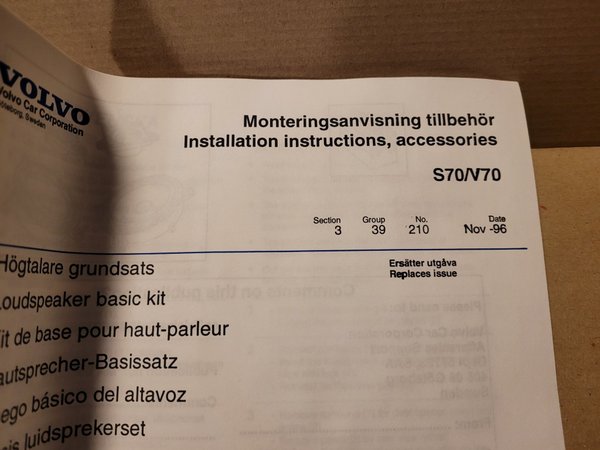 VOLVO
Volvo Car Corporation
Göteborg, Sweden
Monteringsanvisning tillbehör
Installation instructions, accessories
S70/V70
Section Group No. Date
3 39 210 Nov -96
Högtalare grundsats
Ersätter utgåva
Replaces issue
Loudspeaker basic kit
it de base pour haut-parleur
autsprecher-Basissatz
ego básico del altavoz
is luidsprekerset